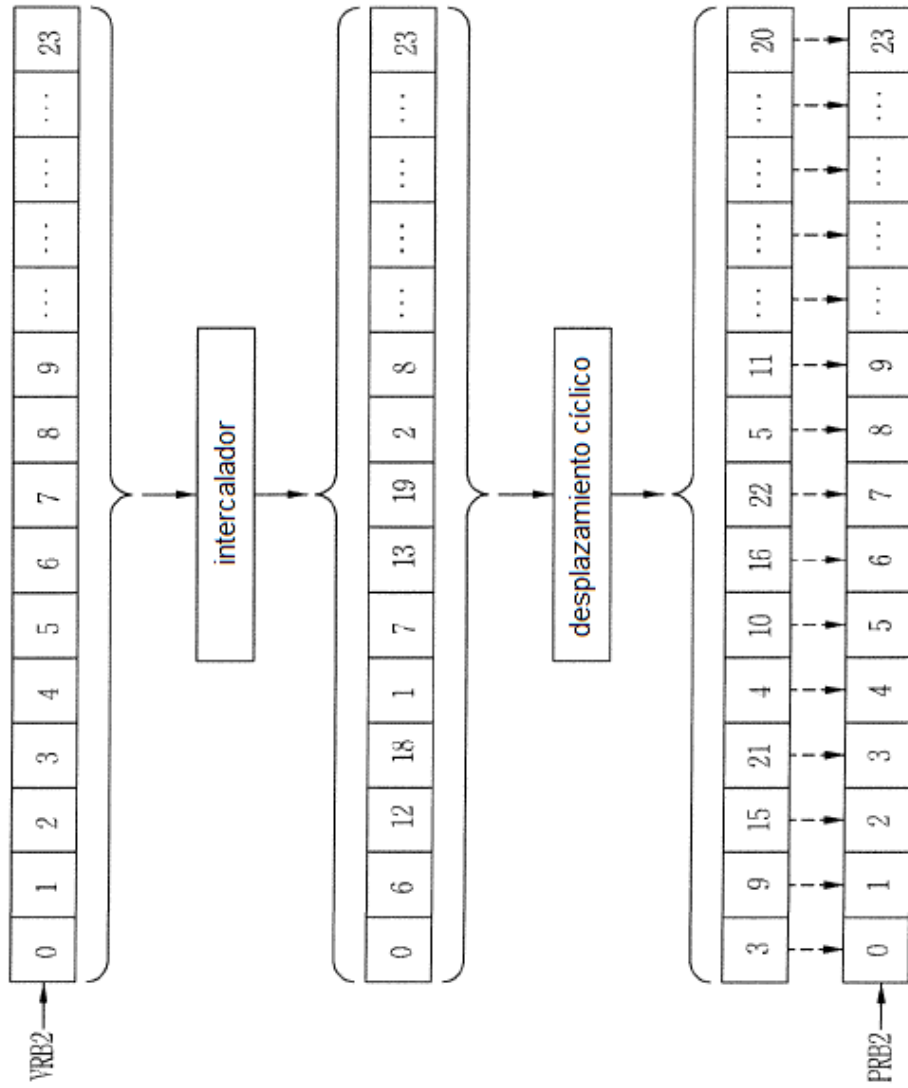 VRB2 0 1 2 3 4 5 6 7 8 9 ... ... ... ... 23
intercalador
0 6 12 18 1 7 13 19 2 8 ... ... ... ... 23
desplazamiento cíclico
3 9 15 21 4 10 16 22 5 11 ... ... ... ... 20
PRB2 0 1 2 3 4 5 6 7 8 9 ... ... ... ... 23